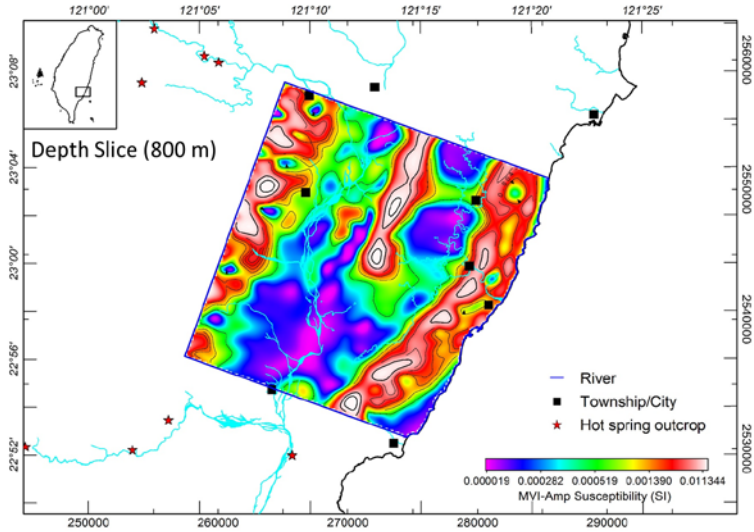 121°00' 121°05' 121°10' 121°15' 121°20' 121°25'
23°08'
23°04'
23°00'
22°56'
22°52'
2560000
2550000
2540000
2530000
Depth Slice (800 m)
River
Township/City
Hot spring outcrop
0.000019 0.000282 0.000519 0.001390 0.011344
MVI-Amp Susceptibility (SI)
250000 260000 270000 280000 290000